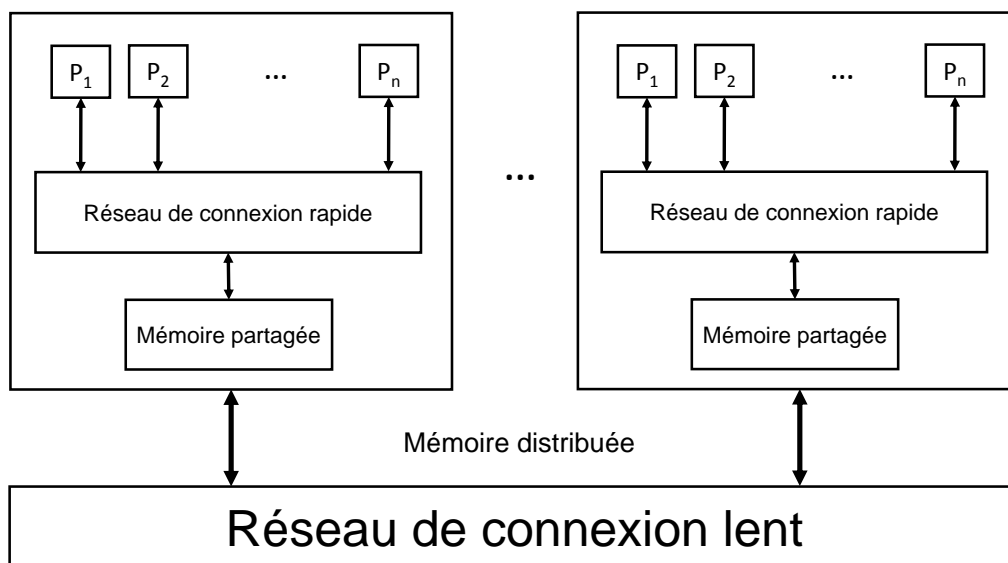 P1 P2 ... Pn
Réseau de connexion rapide
Mémoire partagée
...
P1 P2 ... Pn
Réseau de connexion rapide
Mémoire partagée
Mémoire distribuée
Réseau de connexion lent